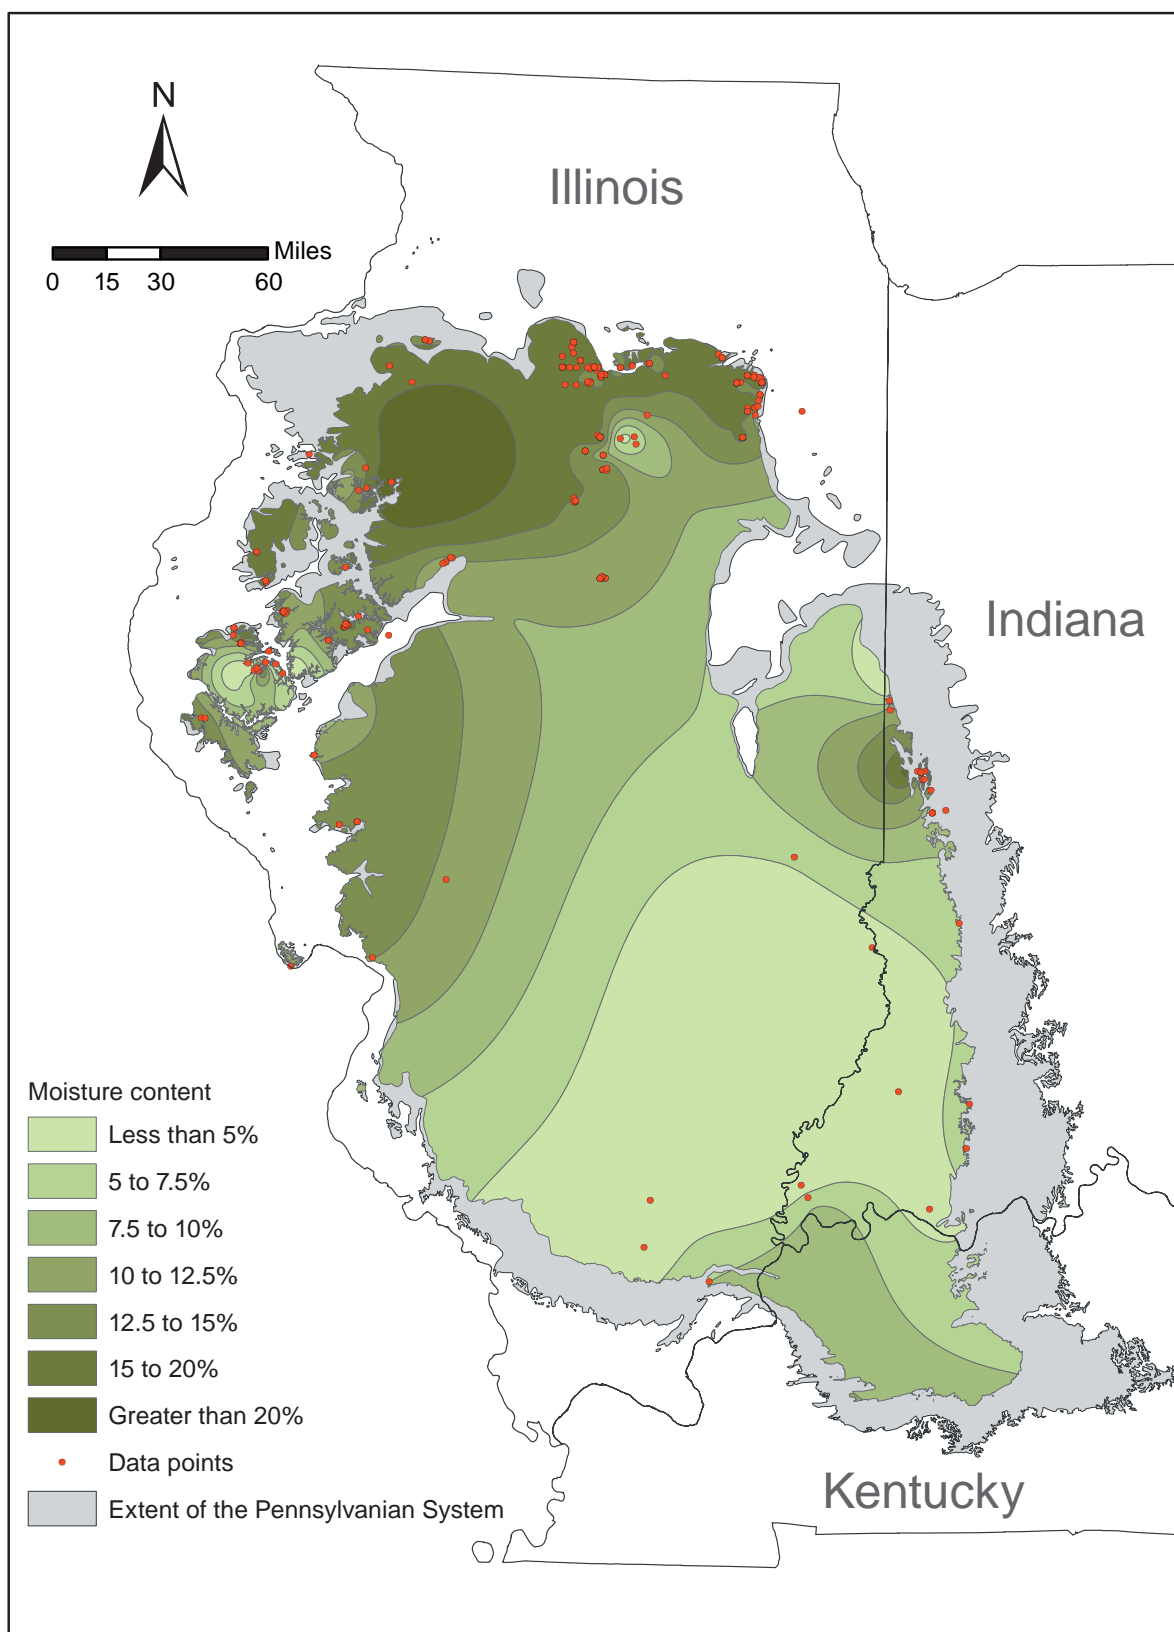 N
Illinois
Miles
0 15 30 60
Indiana
Moisture content
Less than 5%
5 to 7.5%
7.5 to 10%
10 to 12.5%
12.5 to 15%
15 to 20%
Greater than 20%
Data points
Extent of the Pennsylvanian System
Kentucky